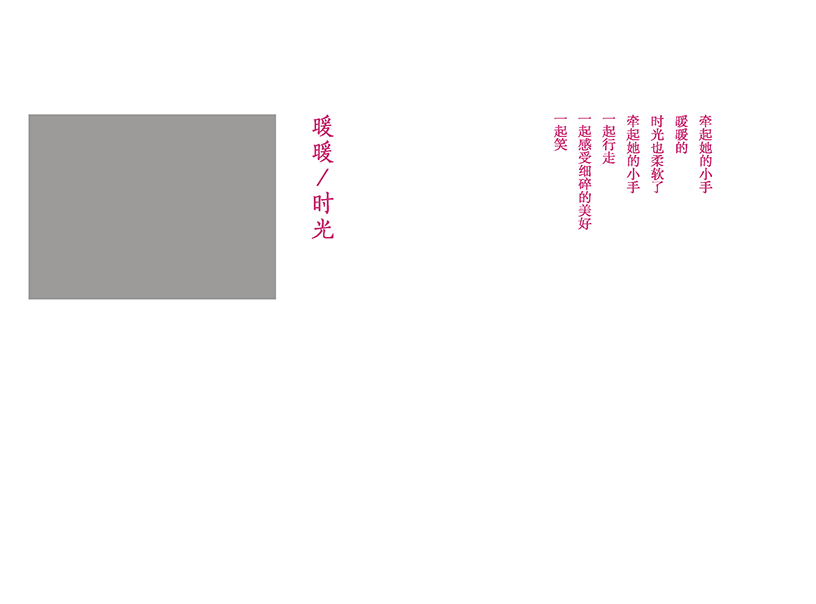 暖暖/时光
牵起她的小手
暖暖的
时光也柔软了
牵起她的小手
一起行走
一起感受细碎的美好
一起笑